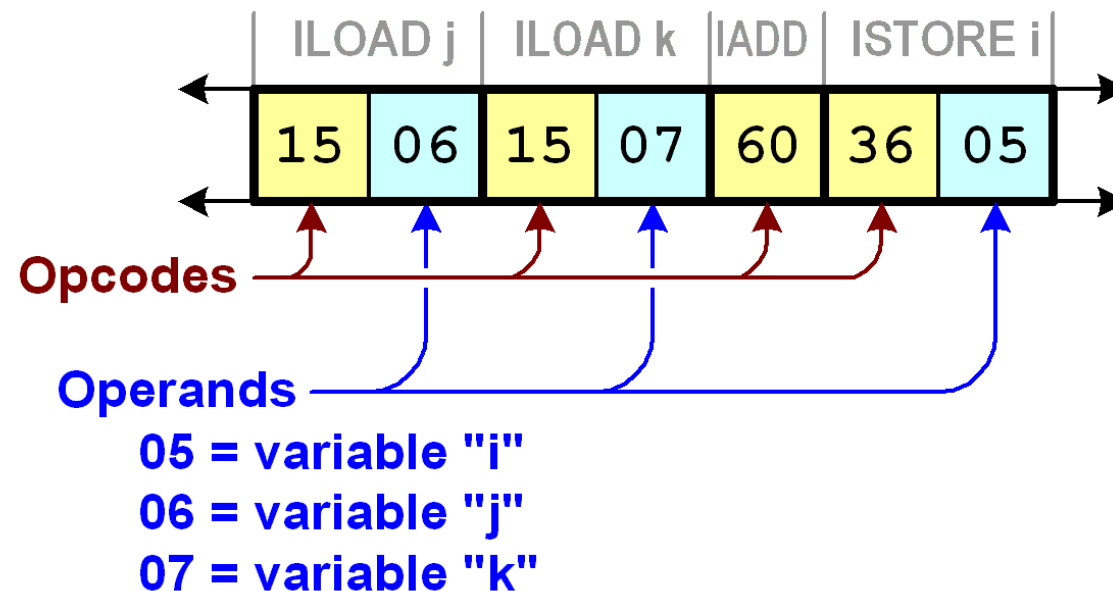 ILOAD j ILOAD k IADD ISTORE i
15 06 15 07 60 36 05
Opcodes
Operands
05 = variable "i"
06 = variable "j"
07 = variable "k"